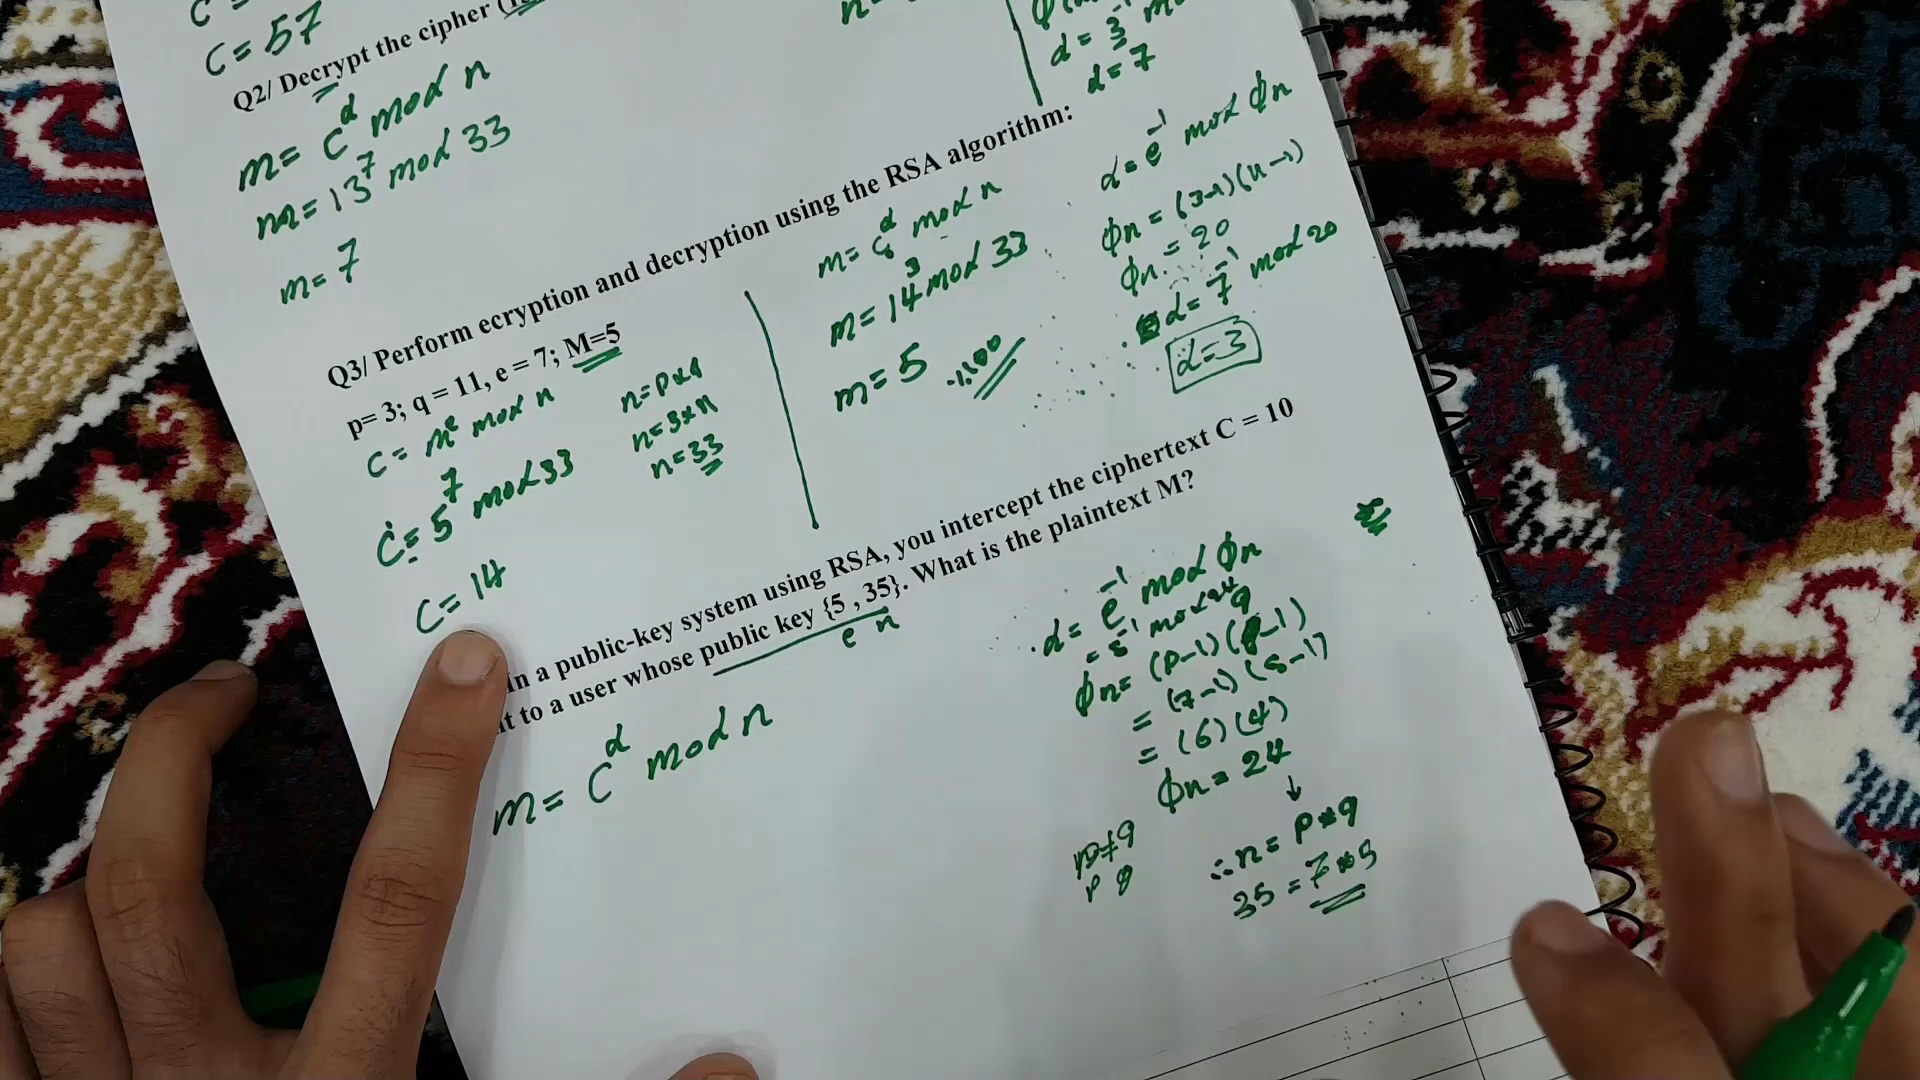 C = 57
Q2/ Decrypt the cipher
m = C^d mod n
m = 13^7 mod 33
m = 7
d = 3^-1
d = 7
Q3/ Perform ecryption and decryption using the RSA algorithm:
p= 3; q = 11, e = 7; M=5
C = m^e mod n
C = 5^7 mod 33
C = 14
n = p*q
n = 3*11
n = 33
m = C^d mod n
m = 14^3 mod 33
m = 5
d = e^-1 mod φn
φn = (3-1)(11-1)
φn = 20
d = 7^-1 mod 20
d = 3
in a public-key system using RSA, you intercept the ciphertext C = 10
to a user whose public key {5 , 35}. What is the plaintext M?
e n
m = C^d mod n
d = e^-1 mod φn
= 5^-1 mod 24
φn = (p-1)(q-1)
= (7-1)(5-1)
= (6)(4)
φn = 24
↓
∴ n = p*q
35 = 7*5
p≠q
p q